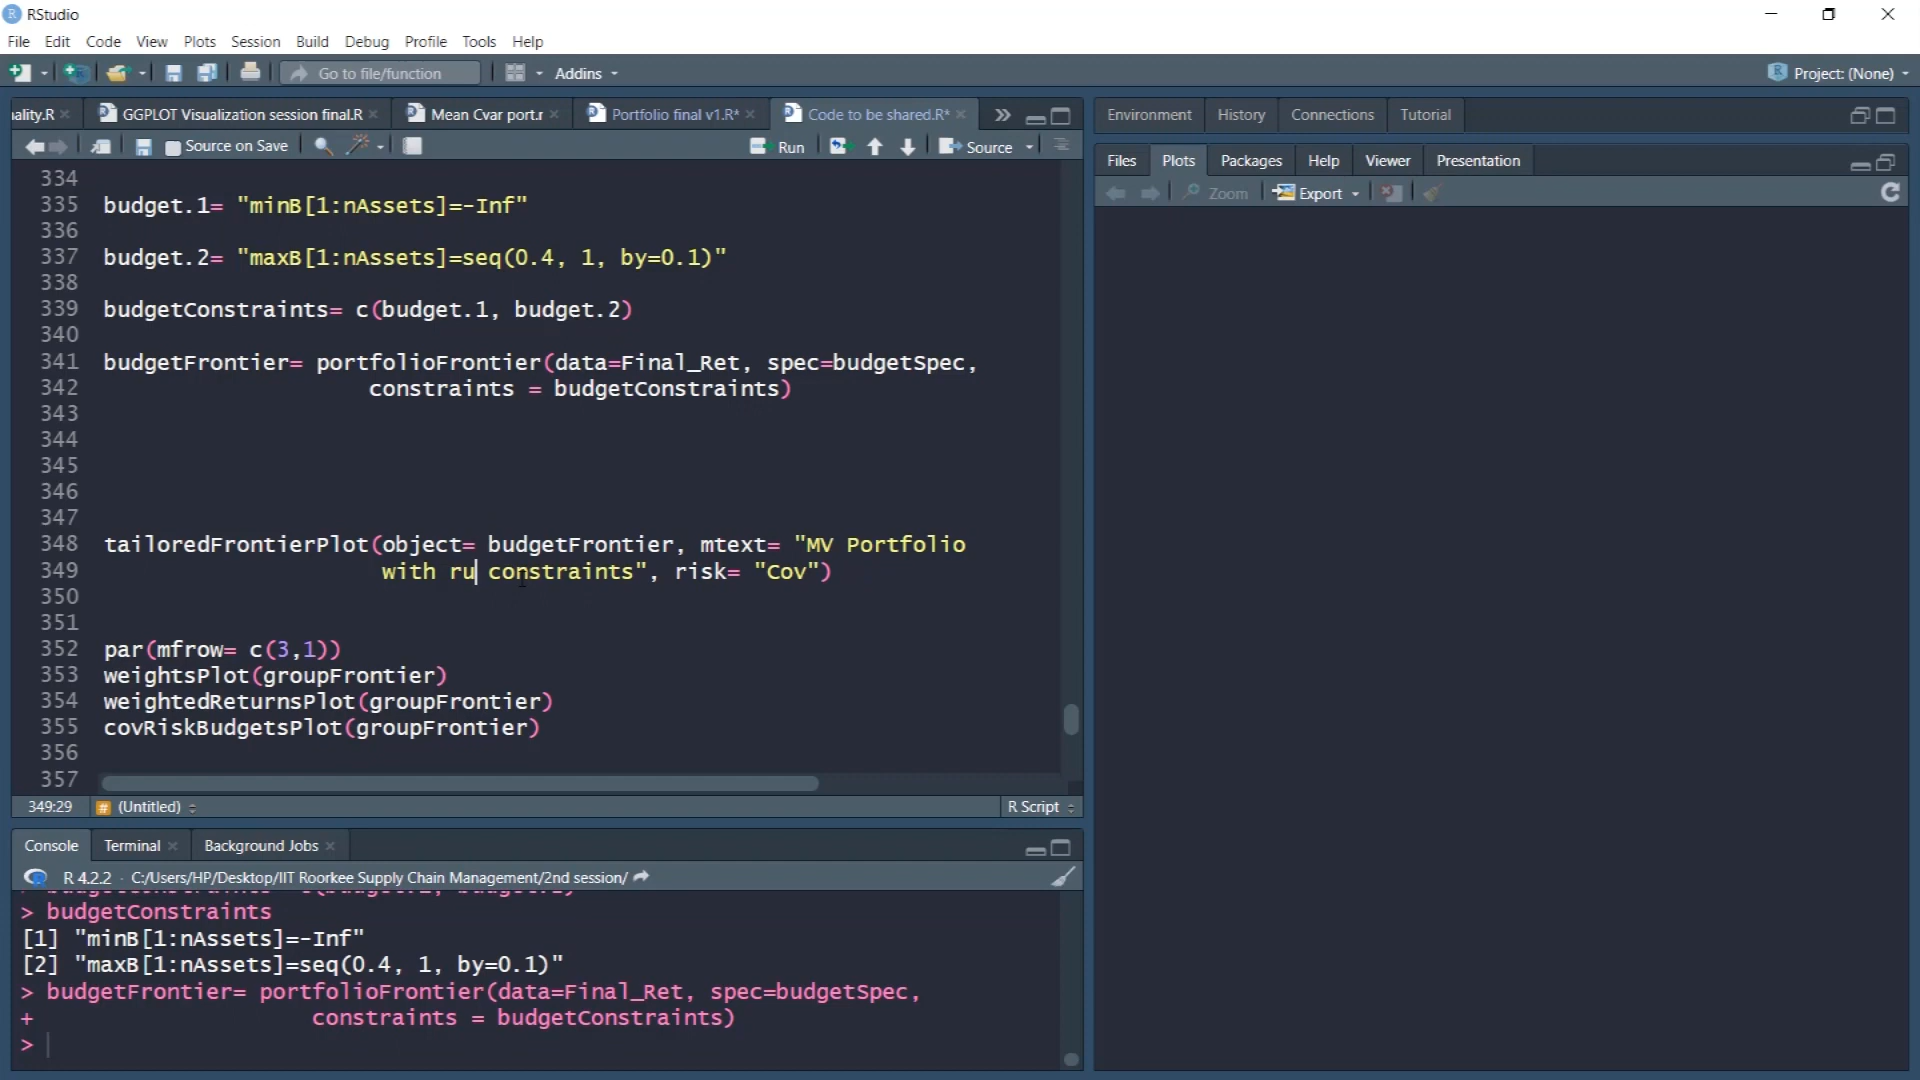 RStudio
File Edit Code View Plots Session Build Debug Profile Tools Help
Go to file/function Addins Project: (None)
ality.R GGPLOT Visualization session final.R Mean Cvar port.r Portfolio final v1.R* Code to be shared.R*
Source on Save Run Source
334
335 budget.1= "minB[1:nAssets]=-Inf"
336
337 budget.2= "maxB[1:nAssets]=seq(0.4, 1, by=0.1)"
338
339 budgetConstraints= c(budget.1, budget.2)
340
341 budgetFrontier= portfolioFrontier(data=Final_Ret, spec=budgetSpec,
342 constraints = budgetConstraints)
343
344
345
346
347
348 tailoredFrontierPlot(object= budgetFrontier, mtext= "MV Portfolio
349 with ru constraints", risk= "Cov")
350
351
352 par(mfrow= c(3,1))
353 weightsPlot(groupFrontier)
354 weightedReturnsPlot(groupFrontier)
355 covRiskBudgetsPlot(groupFrontier)
356
357
349:29 (Untitled) R Script
Console Terminal Background Jobs
R 4.2.2 · C:/Users/HP/Desktop/IIT Roorkee Supply Chain Management/2nd session/
> budgetConstraints
[1] "minB[1:nAssets]=-Inf"
[2] "maxB[1:nAssets]=seq(0.4, 1, by=0.1)"
> budgetFrontier= portfolioFrontier(data=Final_Ret, spec=budgetSpec,
+ constraints = budgetConstraints)
>
Environment History Connections Tutorial
Files Plots Packages Help Viewer Presentation
Zoom Export